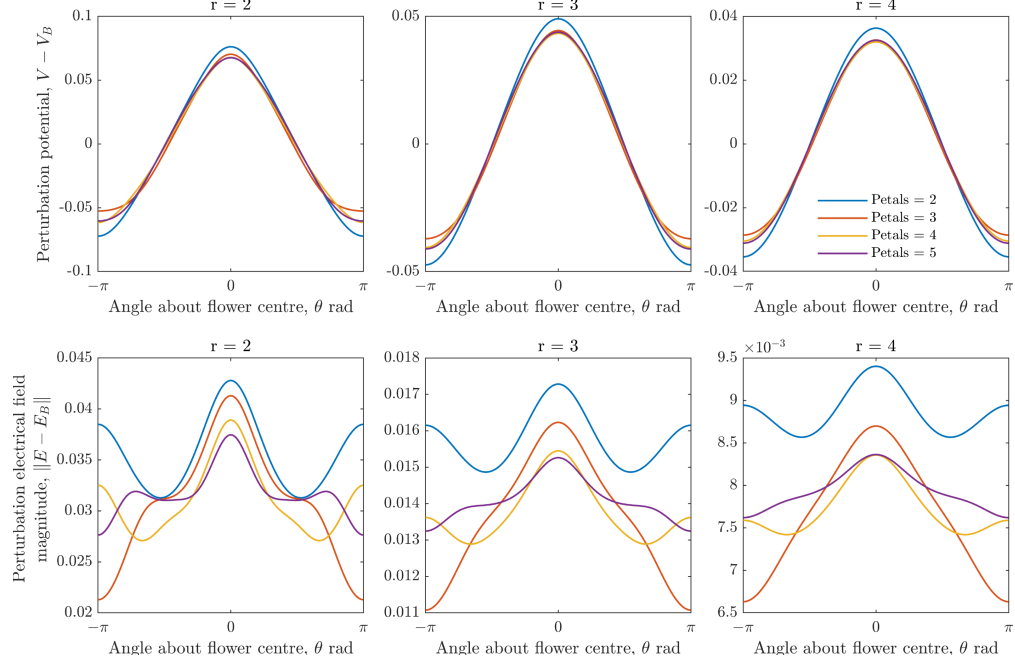 r = 2
r = 3
r = 4
Perturbation potential, V − V_B
0.1
0.05
0
-0.05
-0.1
0.05
0
-0.05
0.04
0.02
0
-0.02
-0.04
Petals = 2
Petals = 3
Petals = 4
Petals = 5
−π 0 π
−π 0 π
−π 0 π
Angle about flower centre, θ rad
Angle about flower centre, θ rad
Angle about flower centre, θ rad
r = 2
r = 3
r = 4
Perturbation electrical field
magnitude, ||E − E_B||
0.045
0.04
0.035
0.03
0.025
0.02
0.018
0.017
0.016
0.015
0.014
0.013
0.012
0.011
×10⁻³
9.5
9
8.5
8
7.5
7
6.5
−π 0 π
−π 0 π
−π 0 π
Angle about flower centre, θ rad
Angle about flower centre, θ rad
Angle about flower centre, θ rad